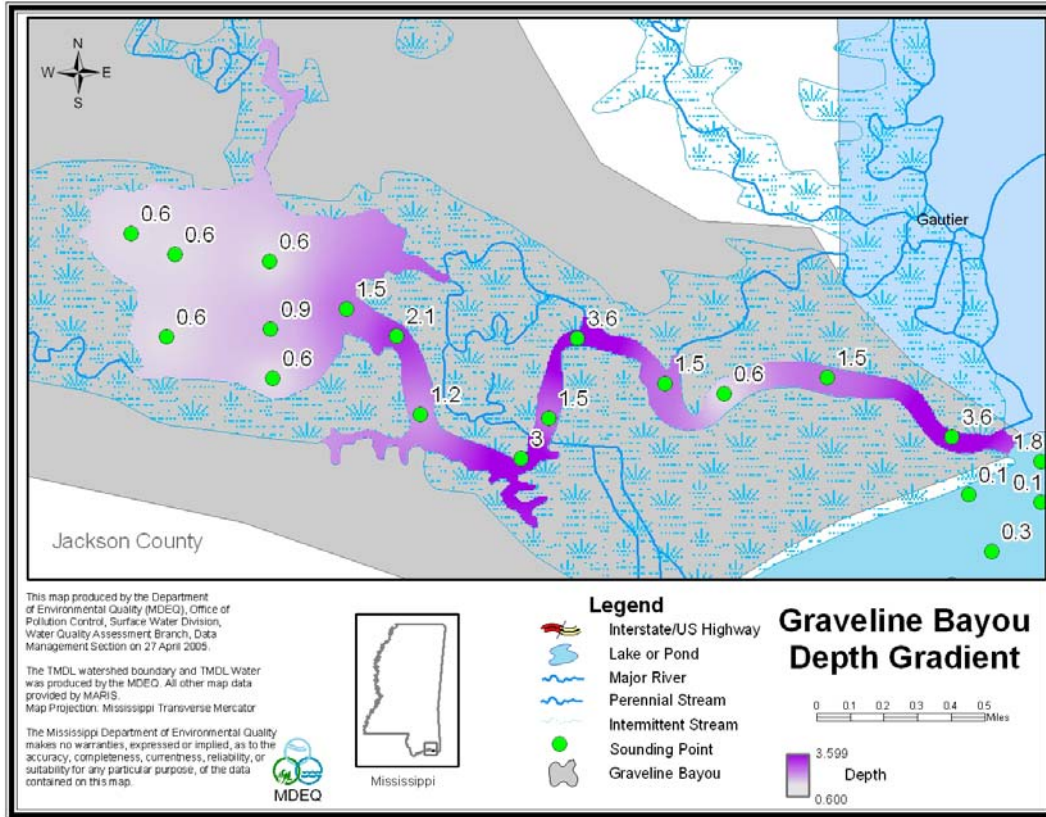 N
W E
S
0.6
0.6
0.6
0.6
0.9
0.6
1.5
2.1
1.2
3
1.5
3.6
1.5
0.6
1.5
3.6
1.8
0.1
0.1
0.3
Gautier
Jackson County
This map produced by the Department
of Environmental Quality (MDEQ), Office of
Pollution Control, Surface Water Division,
Water Quality Assessment Branch, Data
Management Section on 27 April 2005.
The TMDL watershed boundary and TMDL Water
was produced by the MDEQ. All other map data
provided by MARIS.
Map Projection: Mississippi Transverse Mercator
The Mississippi Department of Environmental Quality
makes no warranties, expressed or implied, as to the
accuracy, completeness, currentness, reliability, or
suitability for any particular purpose, of the data
contained on this map.
MDEQ
Mississippi
Legend
Interstate/US Highway
Lake or Pond
Major River
Perennial Stream
Intermittent Stream
Sounding Point
Graveline Bayou
Graveline Bayou
Depth Gradient
0 0.1 0.2 0.3 0.4 0.5
Miles
3.599
Depth
0.600